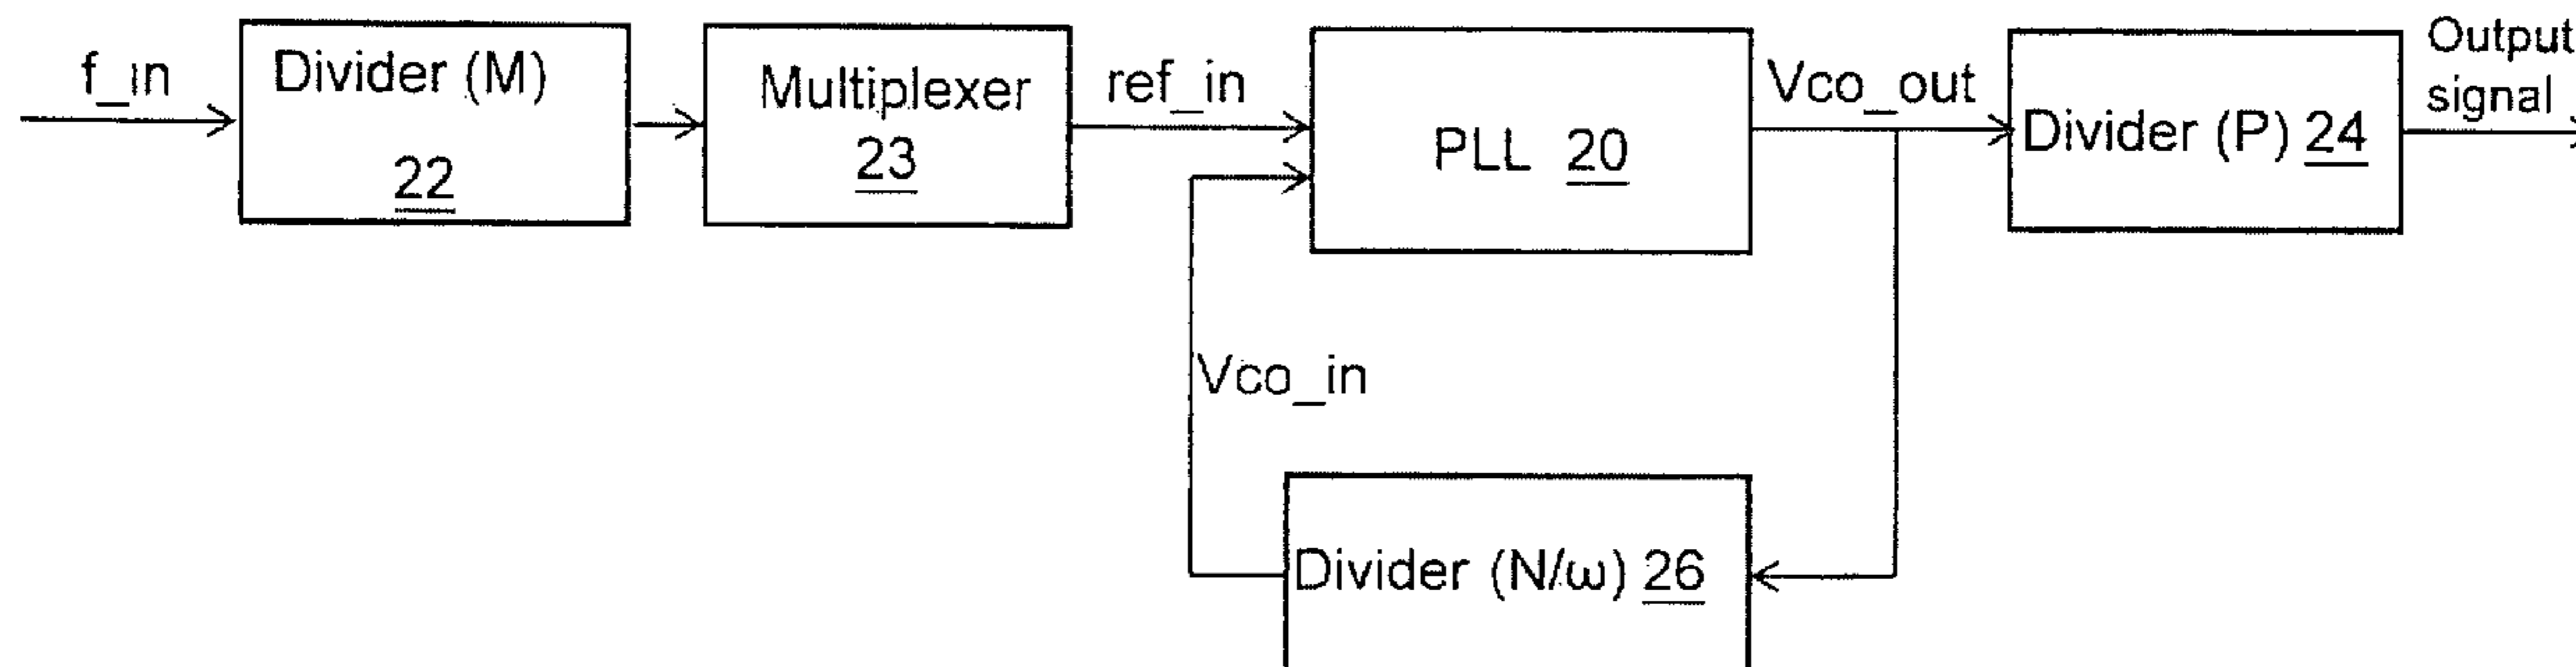 f_in
Divider (M)
22
Multiplexer
23
ref_in
PLL 20
Vco_out
Divider (P) 24
Output
signal
Vco_in
Divider (N/ω) 26